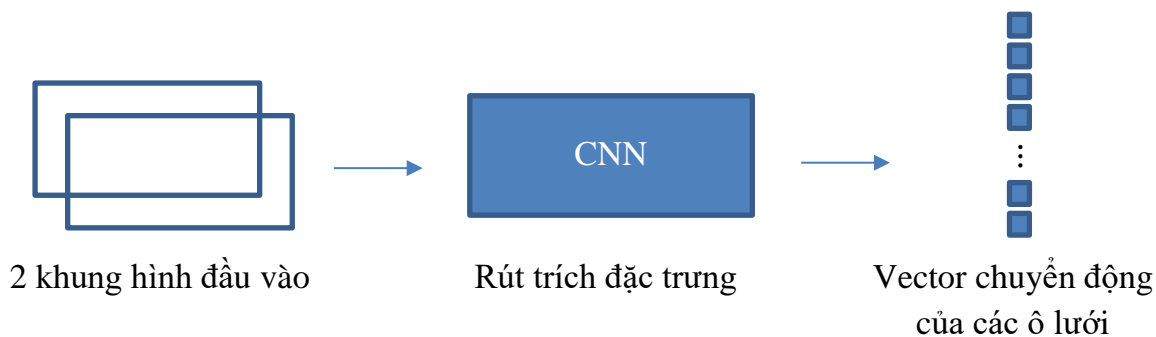 CNN
2 khung hình đầu vào
Rút trích đặc trưng
Vector chuyển động
của các ô lưới